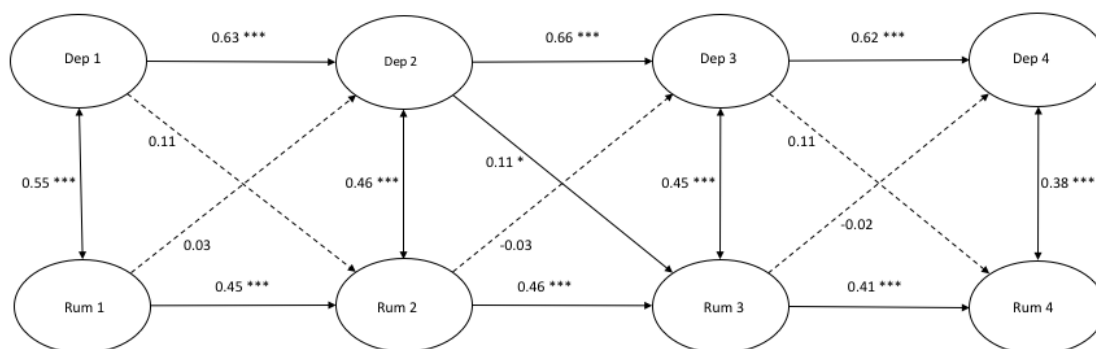 0.63 *** 0.66 *** 0.62 ***
Dep 1 Dep 2 Dep 3 Dep 4
0.11 0.11 * 0.11
0.55 *** 0.46 *** 0.45 *** 0.38 ***
0.03 -0.03 -0.02
0.45 *** 0.46 *** 0.41 ***
Rum 1 Rum 2 Rum 3 Rum 4